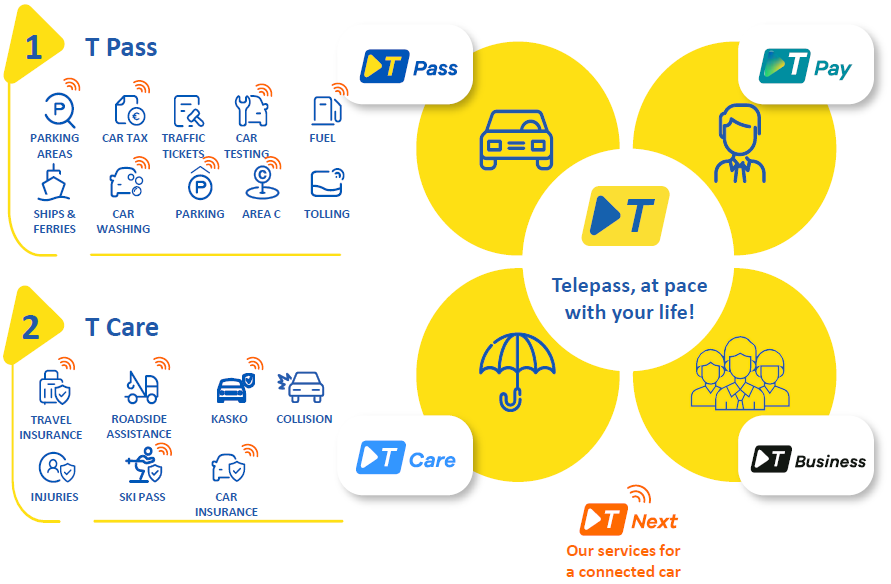 1
T Pass
P
PARKING
AREAS
€
CAR TAX
TRAFFIC
TICKETS
CAR
TESTING
FUEL
SHIPS &
FERRIES
CAR
WASHING
P
PARKING
C
AREA C
TOLLING
2
T Care
TRAVEL
INSURANCE
ROADSIDE
ASSISTANCE
KASKO
COLLISION
INJURIES
SKI PASS
CAR
INSURANCE
T Pass
T Pay
T
Telepass, at pace
with your life!
T Care
T Business
T Next
Our services for
a connected car